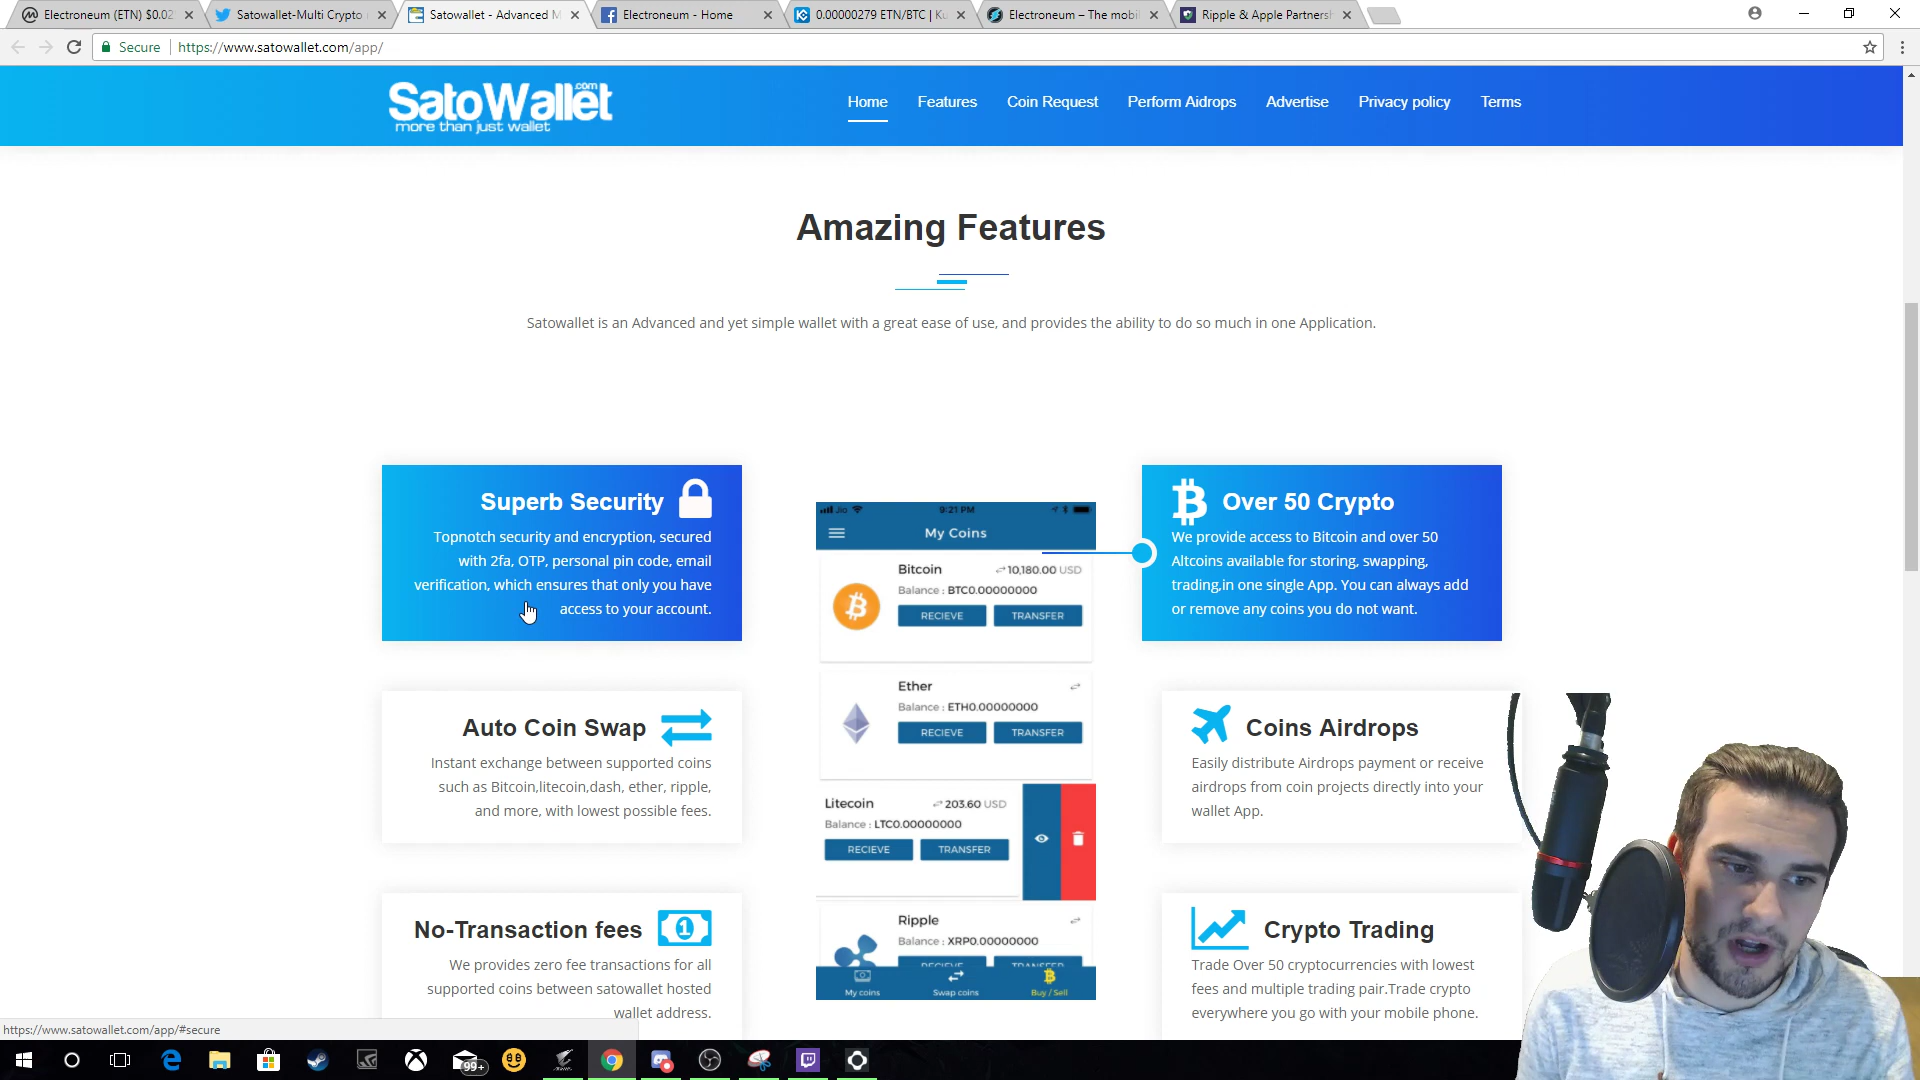 Electroneum (ETN) $0.02
Satowallet-Multi Crypto
Satowallet - Advanced M
Electroneum - Home
0.00000279 ETN/BTC | Ku
Electroneum – The mobil
Ripple & Apple Partnersh
Secure
https://www.satowallet.com/app/
SatoWallet
.com
more than just wallet
Home
Features
Coin Request
Perform Aidrops
Advertise
Privacy policy
Terms
Amazing Features
Satowallet is an Advanced and yet simple wallet with a great ease of use, and provides the ability to do so much in one Application.
Superb Security
Topnotch security and encryption, secured
with 2fa, OTP, personal pin code, email
verification, which ensures that only you have
access to your account.
Auto Coin Swap
Instant exchange between supported coins
such as Bitcoin,litecoin,dash, ether, ripple,
and more, with lowest possible fees.
No-Transaction fees
We provides zero fee transactions for all
supported coins between satowallet hosted
wallet address.
Jio
9:21 PM
My Coins
Bitcoin
10,180.00 USD
Balance : BTC0.00000000
RECIEVE
TRANSFER
Ether
Balance : ETH0.00000000
RECIEVE
TRANSFER
Litecoin
203.60 USD
Balance : LTC0.00000000
RECIEVE
TRANSFER
Ripple
Balance : XRP0.00000000
RECIEVE
TRANSFER
My coins
Swap coins
Buy / Sell
Over 50 Crypto
We provide access to Bitcoin and over 50
Altcoins available for storing, swapping,
trading,in one single App. You can always add
or remove any coins you do not want.
Coins Airdrops
Easily distribute Airdrops payment or receive
airdrops from coin projects directly into your
wallet App.
Crypto Trading
Trade Over 50 cryptocurrencies with lowest
fees and multiple trading pair.Trade crypto
everywhere you go with your mobile phone.
https://www.satowallet.com/app/#secure
99+